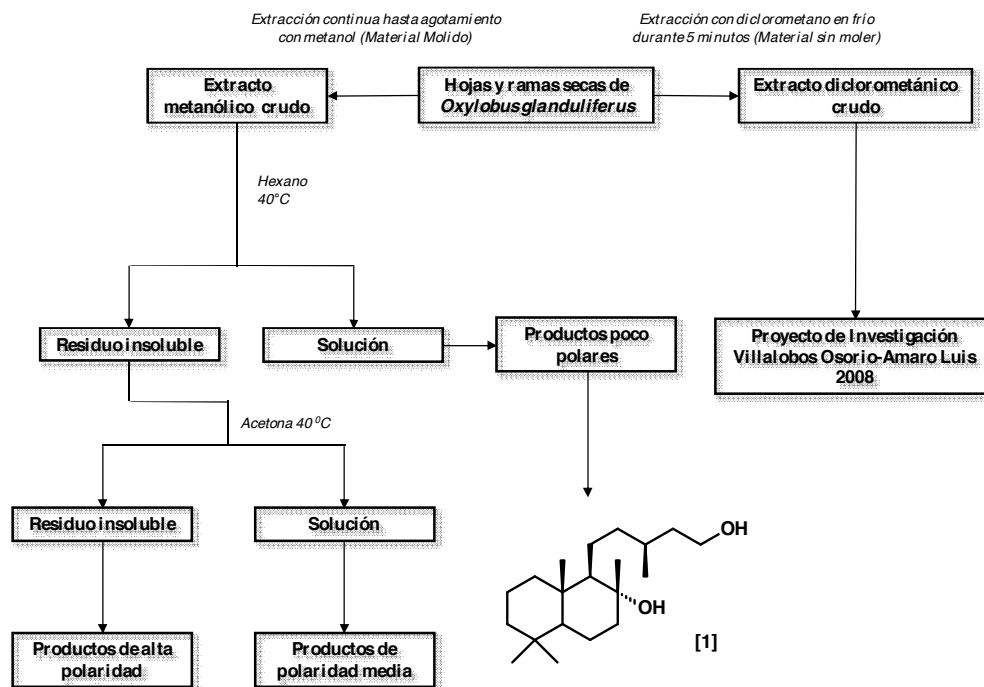 Extracción continua hasta agotamiento
con metanol (Material Molido)
Extracción con diclorometano en frío
durante 5 minutos (Material sin moler)
Extracto
metanólico crudo
Hojas y ramas secas de
Oxylobus glanduliferus
Extracto diclorometánico
crudo
Hexano
40°C
Residuo insoluble
Solución
Productos poco
polares
Proyecto de Investigación
Villalobos Osorio-Amaro Luis
2008
Acetona 40 ⁰C
Residuo insoluble
Solución
OH
OH
[1]
Productos de alta
polaridad
Productos de
polaridad media